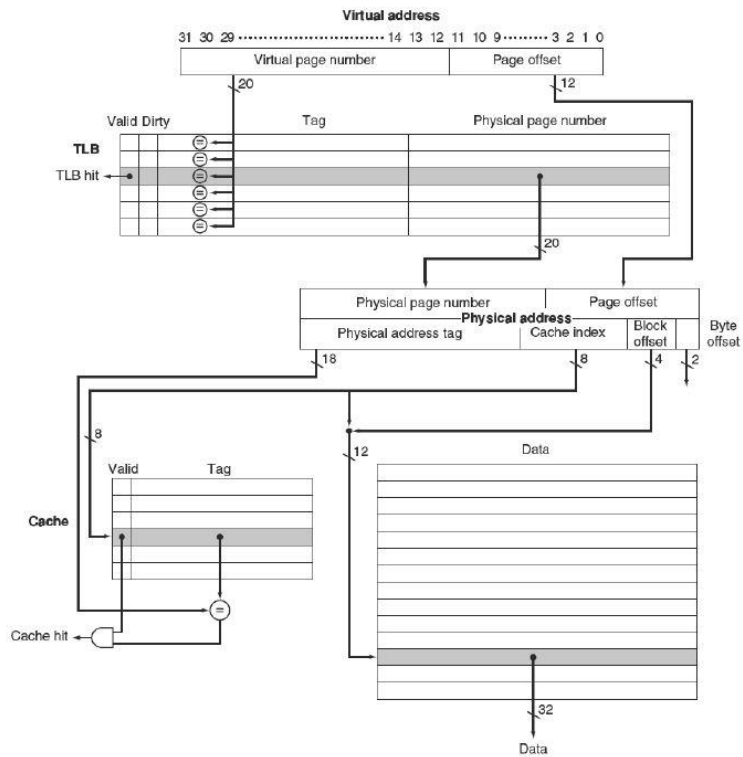 Virtual address
31 30 29 ·················· 14 13 12 11 10 9 ·········· 3 2 1 0
Virtual page number Page offset
20 12
Valid Dirty Tag Physical page number
TLB
=
=
TLB hit =
=
=
=
20
Physical page number Page offset
Physical address
Physical address tag Cache index Block offset Byte offset
18 8 4 2
8 12 Data
Valid Tag
Cache
=
Cache hit
32
Data